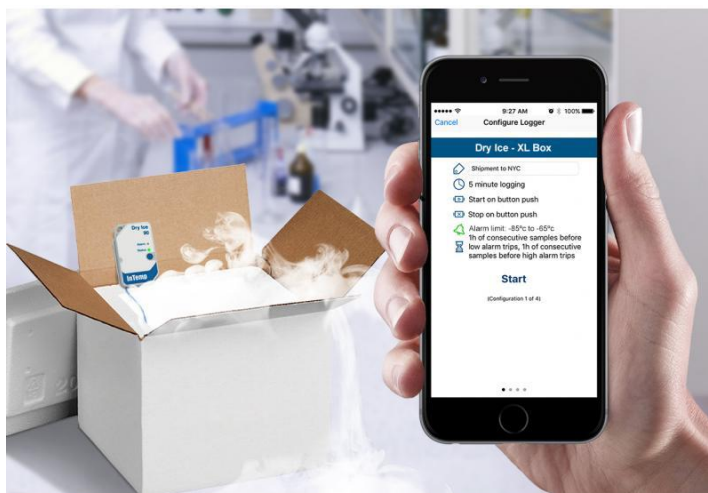 9:27 AM
100%
Cancel
Configure Logger
Dry Ice - XL Box
Shipment to NYC
5 minute logging
Start on button push
Stop on button push
Alarm limit: -85°c to -65°c
1h of consecutive samples before
low alarm trips, 1h of consecutive
samples before high alarm trips
Start
(Configuration 1 of 4)
Dry Ice
InTemp
20